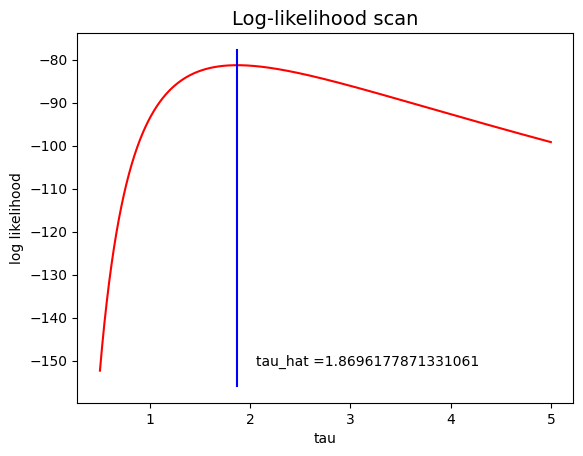 Log-likelihood scan
log likelihood
−80
−90
−100
−110
−120
−130
−140
−150
tau_hat =1.8696177871331061
1 2 3 4 5
tau